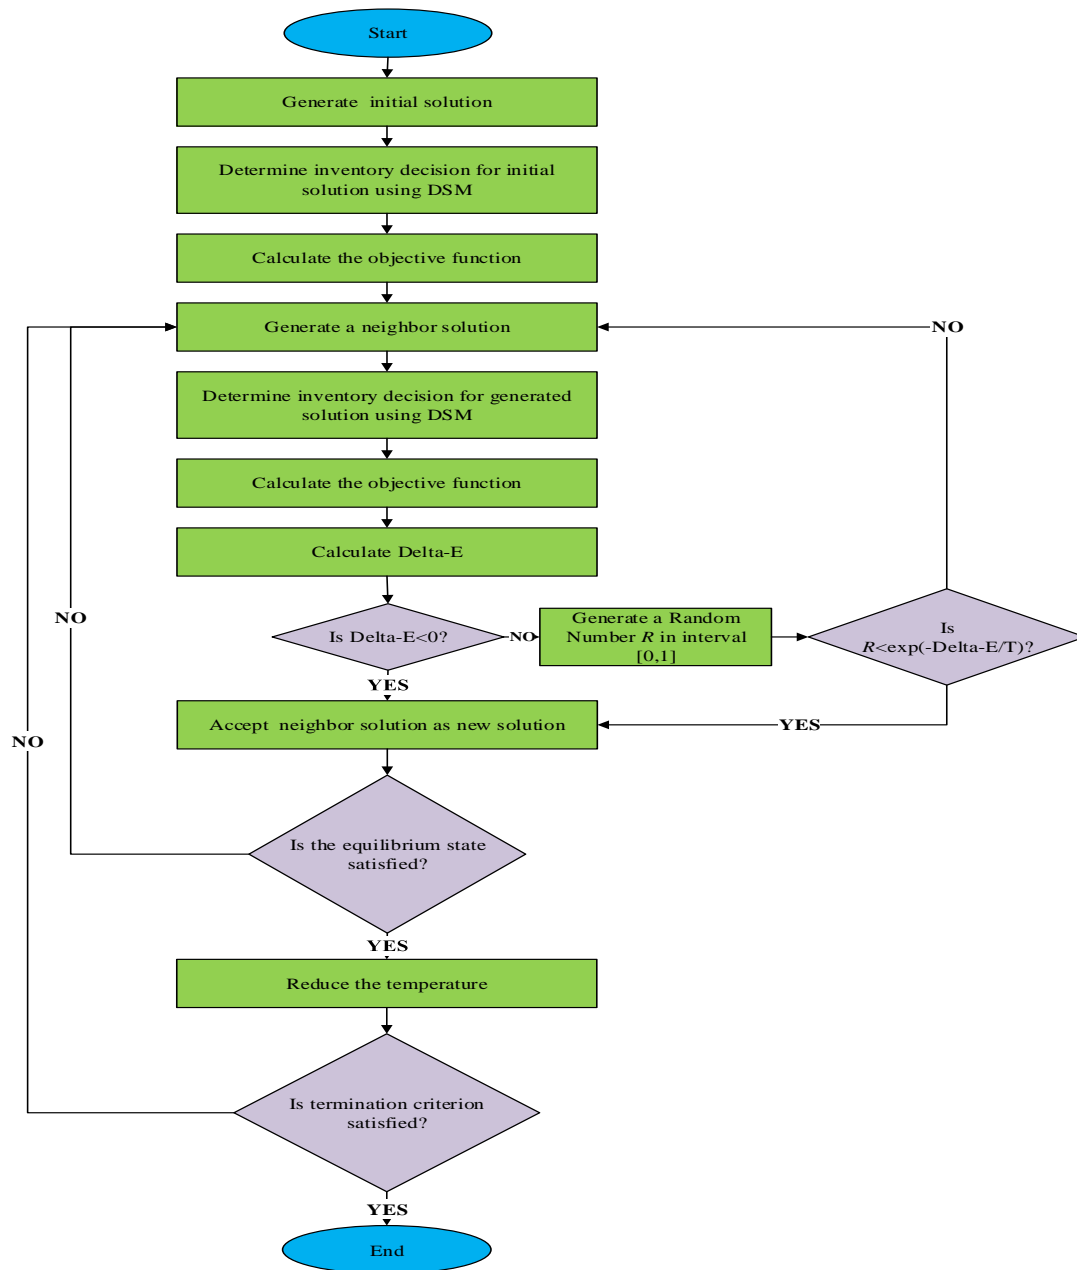 Start
Generate initial solution
Determine inventory decision for initial
solution using DSM
Calculate the objective function
Generate a neighbor solution
NO
Determine inventory decision for generated
solution using DSM
Calculate the objective function
Calculate Delta-E
NO
Is Delta-E<0?
NO
Generate a Random
Number R in interval
[0,1]
Is
R<exp(-Delta-E/T)?
YES
Accept neighbor solution as new solution
YES
NO
Is the equilibrium state
satisfied?
YES
Reduce the temperature
Is termination criterion
satisfied?
YES
End